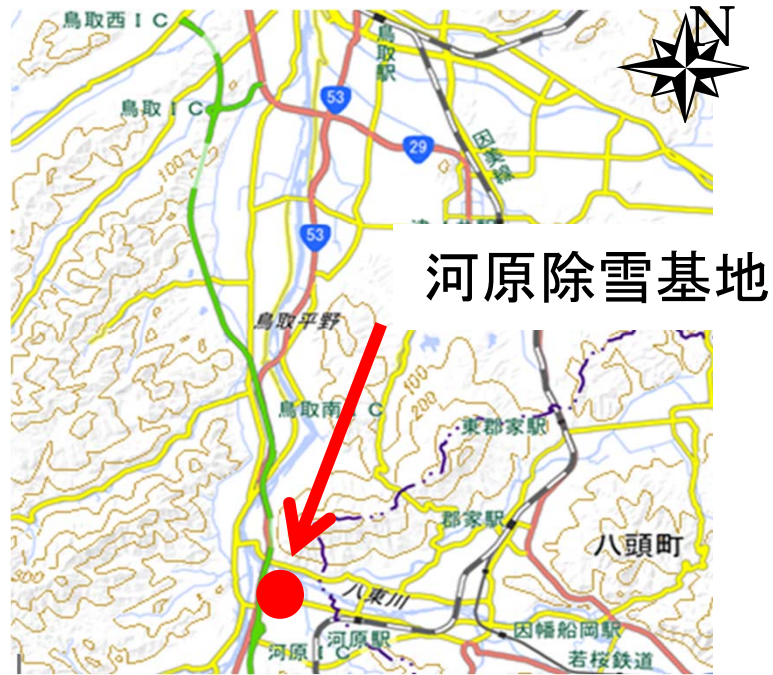 鳥取西IC
N
鳥取駅
鳥取IC
53
29
因美線
100
53
河原除雪基地
鳥取平野
100
200
鳥取南IC
東郡家駅
郡家駅
八頭町
八東川
河原駅
河原IC
因幡船岡駅
若桜鉄道